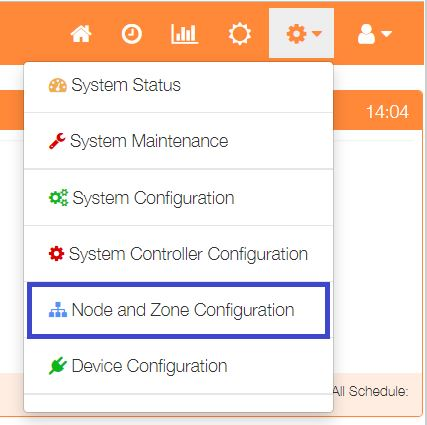 14:04
System Status
System Maintenance
System Configuration
System Controller Configuration
Node and Zone Configuration
Device Configuration
All Schedule: